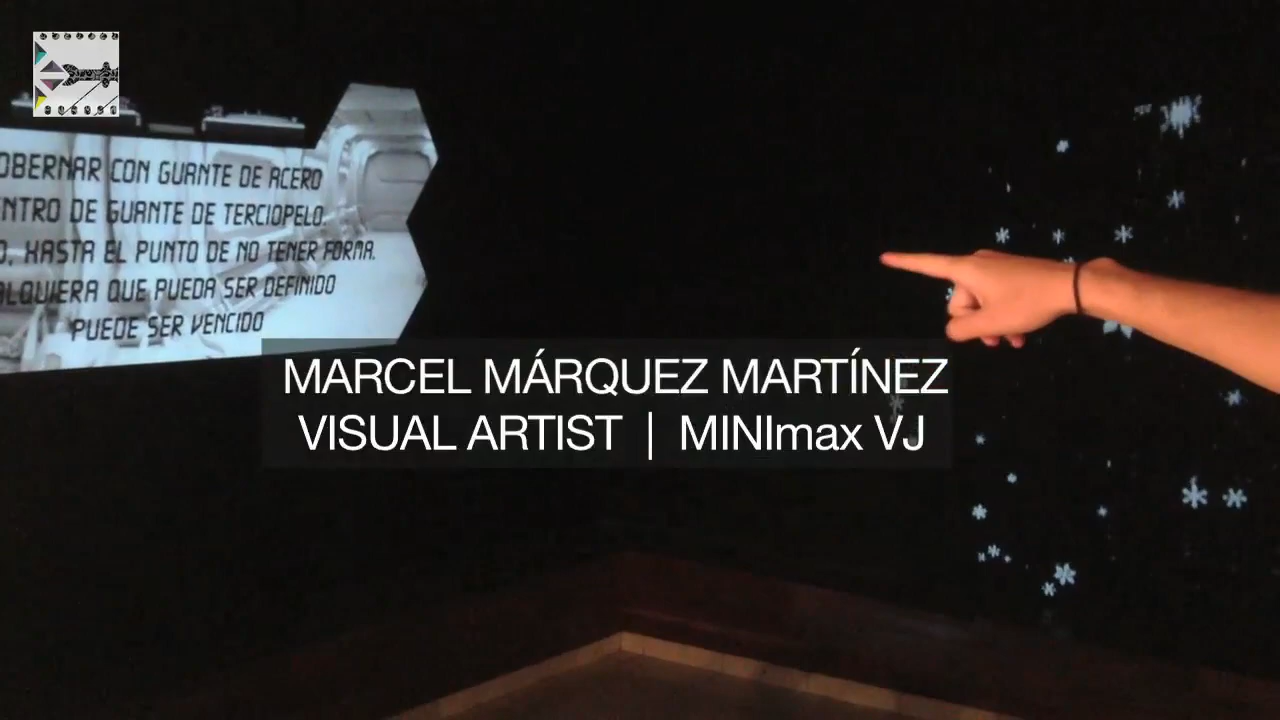 OBERNAR CON GUANTE DE ACERO
NTRO DE GUANTE DE TERCIOPELO.
O, HASTA EL PUNTO DE NO TENER FORMA.
ALQUIERA QUE PUEDA SER DEFINIDO
PUEDE SER VENCIDO
MARCEL MÁRQUEZ MARTÍNEZ
VISUAL ARTIST | MINImax VJ